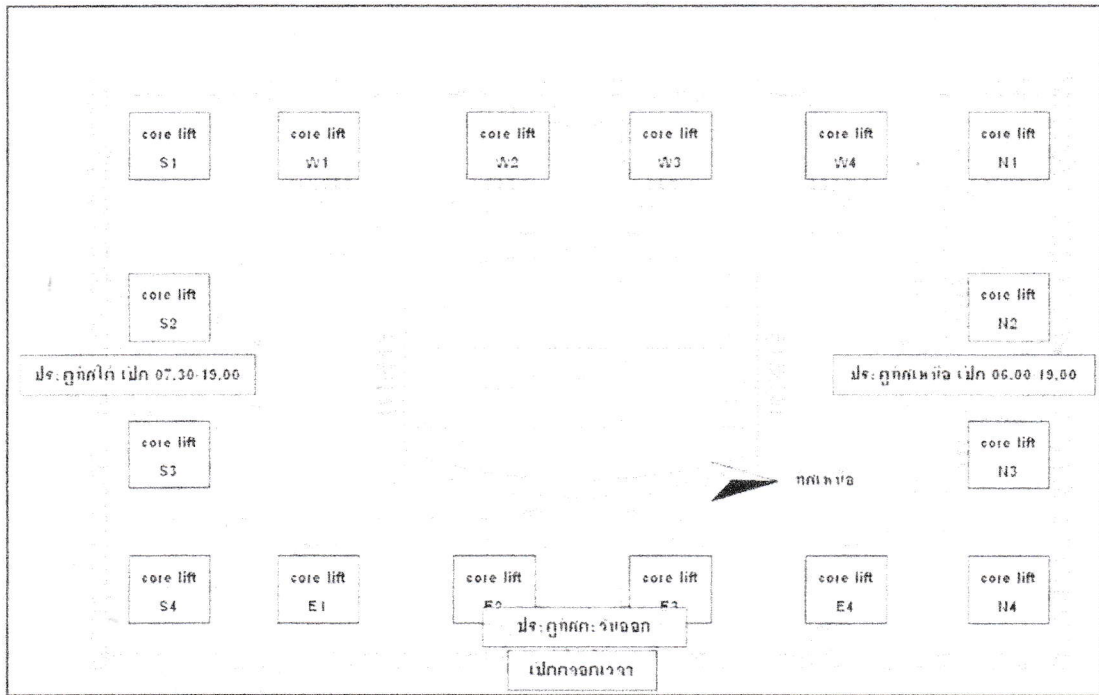 core lift
S1
core lift
W1
core lift
W2
core lift
W3
core lift
W4
core lift
N1
core lift
S2
core lift
N2
ประตูทิศใต้ เปิด 07.30-19.00
ประตูทิศเหนือ เปิด 06.00-19.00
core lift
S3
core lift
N3
ทิศเหนือ
core lift
S4
core lift
E1
core lift
E2
core lift
E3
core lift
E4
core lift
N4
ประตูทิศตะวันออก
เปิดตลอดเวลา